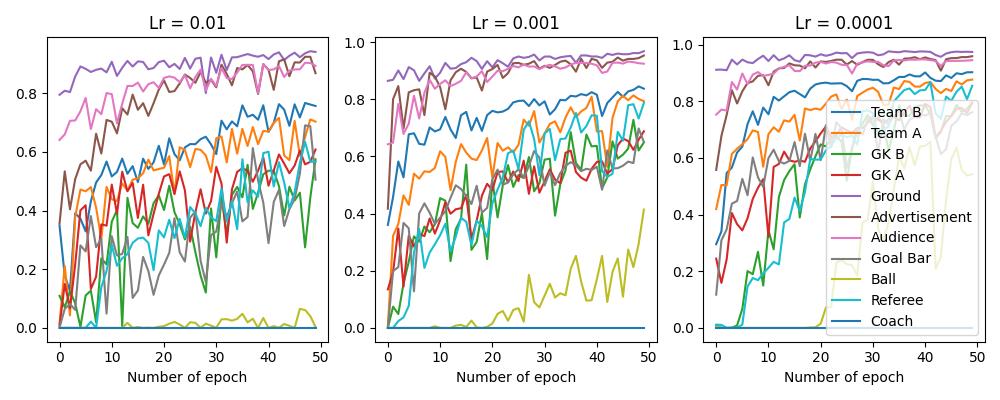 Lr = 0.01
0.8
0.6
0.4
0.2
0.0
0
10
20
30
40
50
Number of epoch
Lr = 0.001
1.0
0.8
0.6
0.4
0.2
0.0
0
10
20
30
40
50
Number of epoch
Lr = 0.0001
1.0
0.8
0.6
0.4
0.2
0.0
0
10
20
30
40
50
Number of epoch
Team B
Team A
GK B
GK A
Ground
Advertisement
Audience
Goal Bar
Ball
Referee
Coach